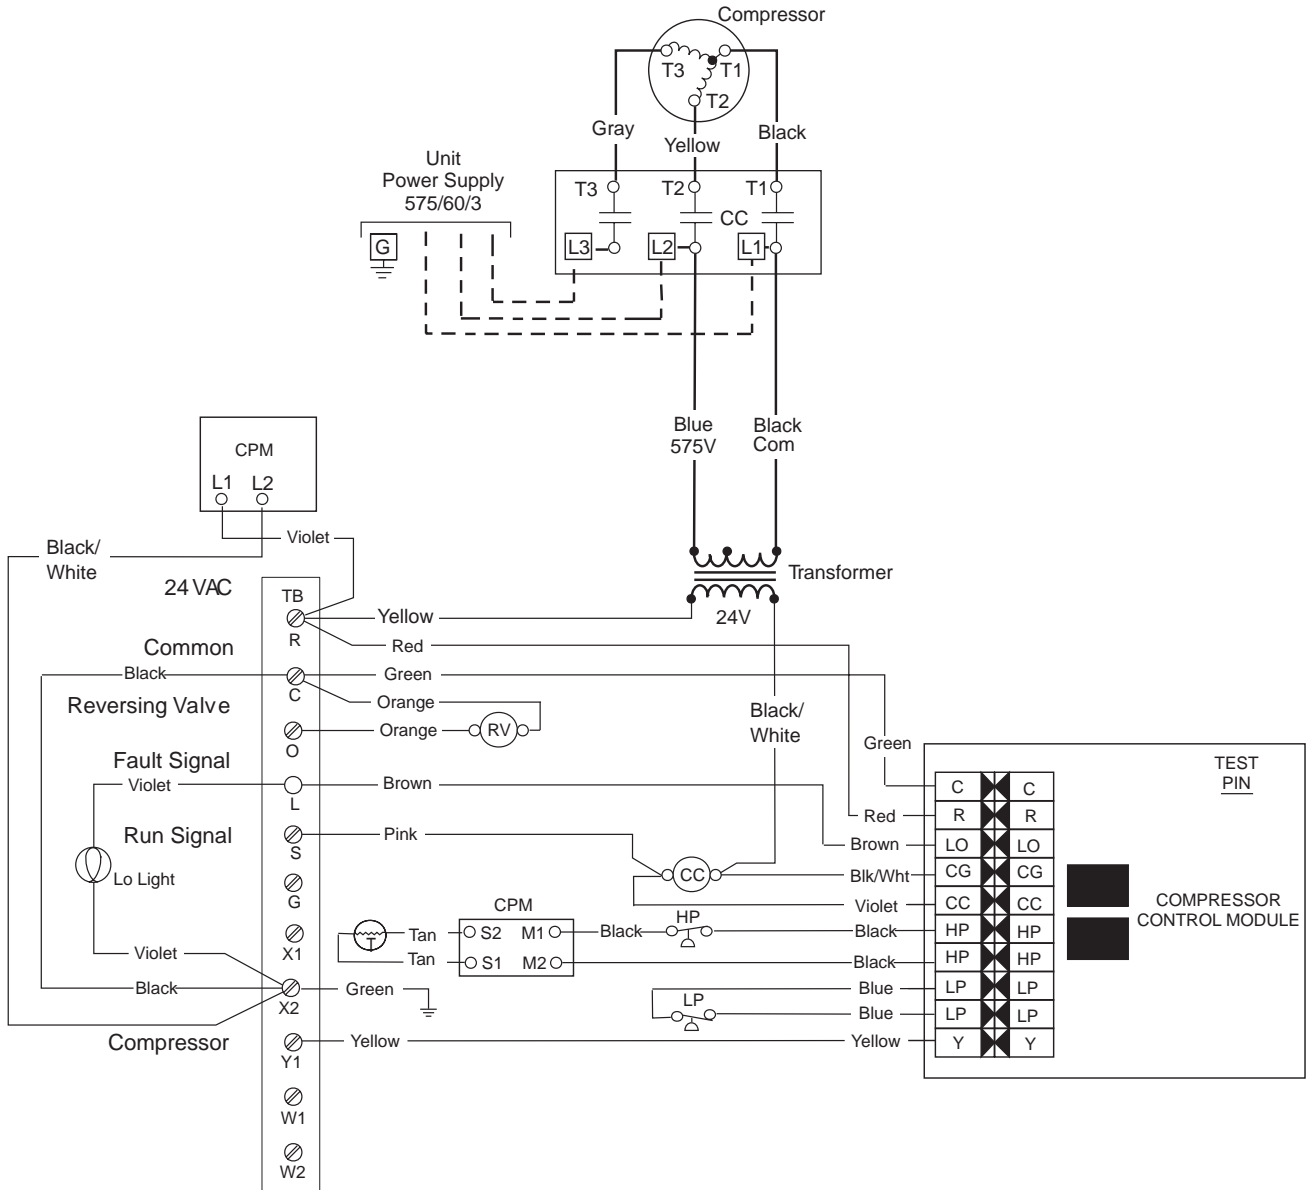 Compressor
T3
T1
T2
Gray
Yellow
Black
Unit
Power Supply
575/60/3
T3
T2
T1
CC
G
L3
L2
L1
Blue
575V
Black
Com
CPM
L1
L2
Violet
Black/
White
24 VAC
TB
R
Yellow
24V
Transformer
Red
Common
Black
Green
C
Orange
Reversing Valve
Orange
RV
O
Black/
White
Green
Fault Signal
Violet
Brown
L
Run Signal
Pink
S
Lo Light
CC
G
X1
CPM
T
Tan
S2
M1
Black
HP
Tan
S1
M2
Violet
Black
X2
Green
LP
Compressor
Y1
Yellow
W1
W2
TEST
PIN
C
C
Red
R
R
Brown
LO
LO
Blk/Wht
CG
CG
Violet
CC
CC
Black
HP
HP
Black
HP
HP
Blue
LP
LP
Blue
LP
LP
Yellow
Y
Y
COMPRESSOR
CONTROL MODULE